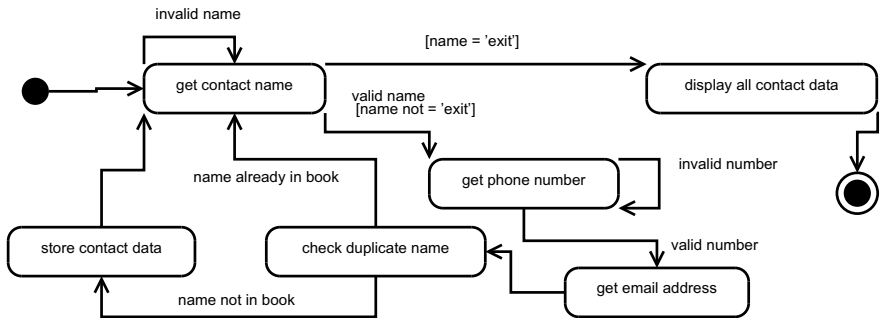 invalid name
[name = 'exit']
get contact name
display all contact data
valid name
[name not = 'exit']
invalid number
name already in book
get phone number
store contact data
check duplicate name
valid number
get email address
name not in book